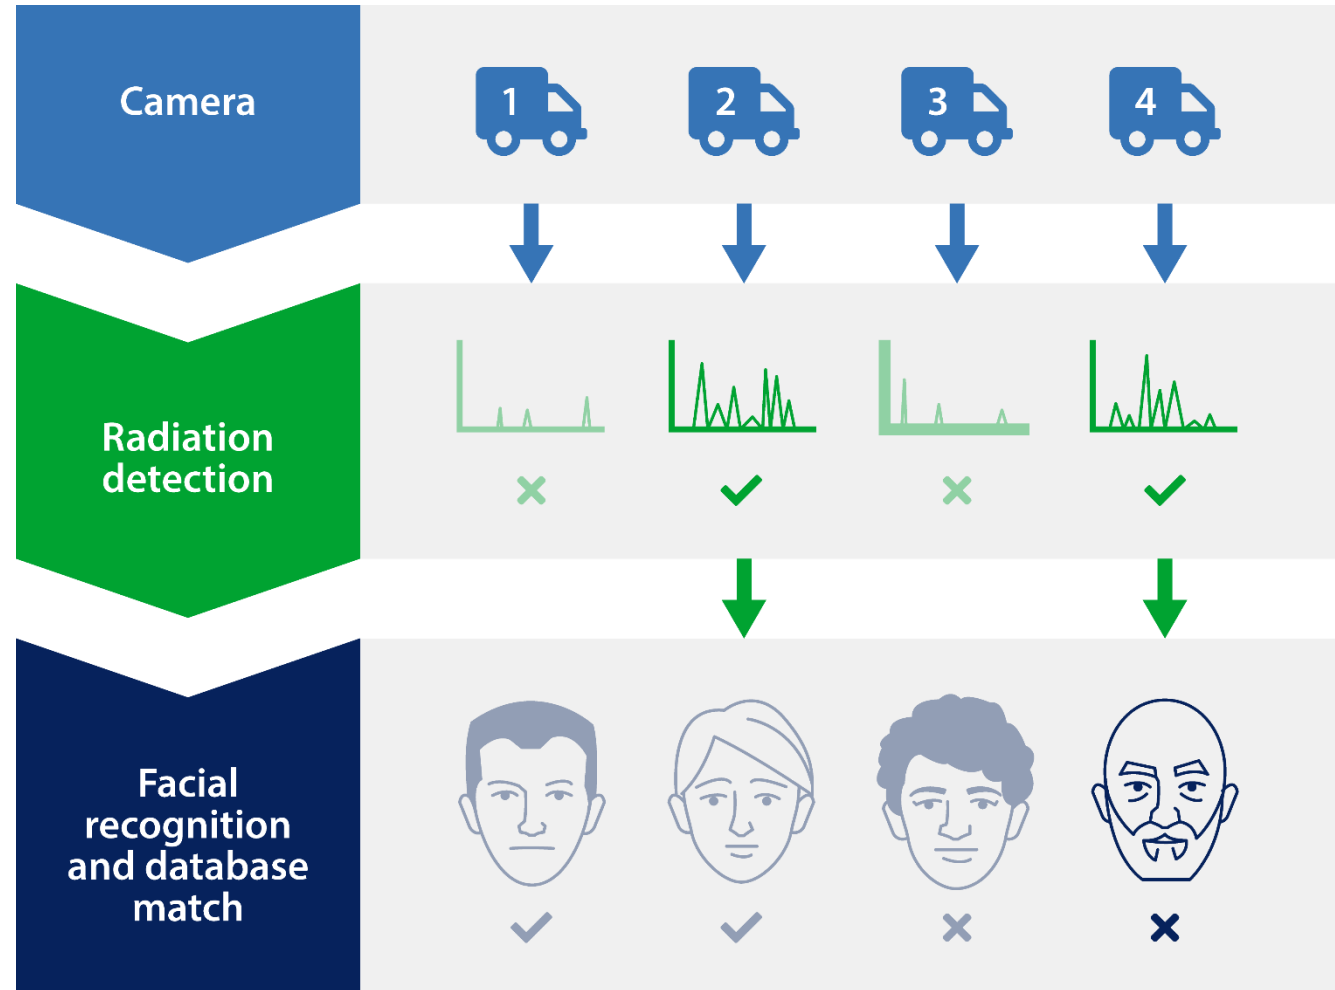 Camera
1
2
3
4
Radiation
detection
Facial
recognition
and database
match